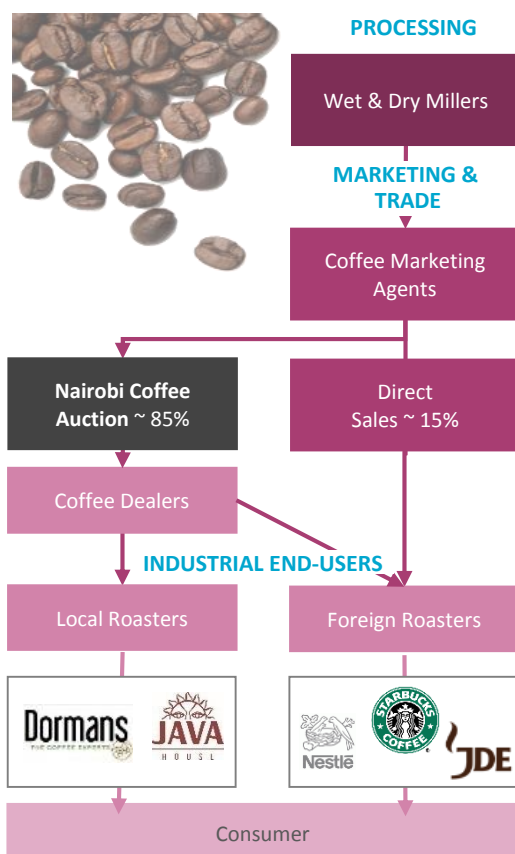 PROCESSING
Wet & Dry Millers
MARKETING &
TRADE
Coffee Marketing
Agents
Nairobi Coffee
Auction ~ 85%
Direct
Sales ~ 15%
Coffee Dealers
INDUSTRIAL END-USERS
Local Roasters
Foreign Roasters
Dormans
THE COFFEE EXPERTS
JAVA
HOUSE
Nestlé
STARBUCKS
COFFEE
JDE
Consumer